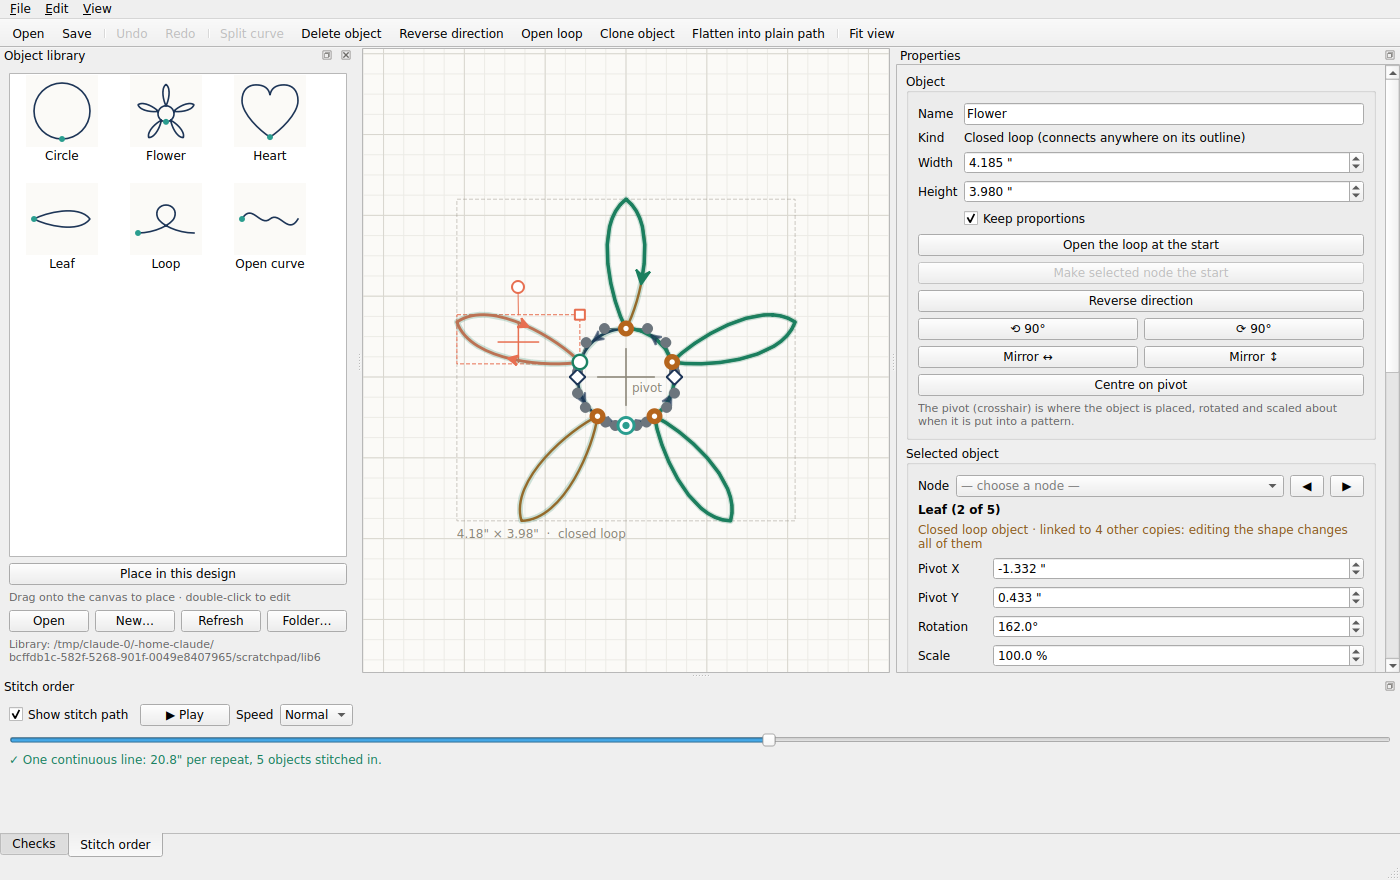 File Edit View
Open Save Undo Redo Split curve Delete object Reverse direction Open loop Clone object Flatten into plain path Fit view
Object library
Circle Flower Heart
Leaf Loop Open curve
Place in this design
Drag onto the canvas to place · double-click to edit
Open New... Refresh Folder...
Library: /tmp/claude-0/-home-claude/
bcffdb1c-582f-5268-901f-0049e8407965/scratchpad/lib6
pivot
4.18" × 3.98" · closed loop
Properties
Object
Name Flower
Kind Closed loop (connects anywhere on its outline)
Width 4.185 "
Height 3.980 "
Keep proportions
Open the loop at the start
Make selected node the start
Reverse direction
⟲ 90° ⟳ 90°
Mirror ↔ Mirror ↕
Centre on pivot
The pivot (crosshair) is where the object is placed, rotated and scaled about
when it is put into a pattern.
Selected object
Node — choose a node — ◀ ▶
Leaf (2 of 5)
Closed loop object · linked to 4 other copies: editing the shape changes
all of them
Pivot X -1.332 "
Pivot Y 0.433 "
Rotation 162.0°
Scale 100.0 %
Stitch order
Show stitch path ▶ Play Speed Normal
✓ One continuous line: 20.8" per repeat, 5 objects stitched in.
Checks Stitch order